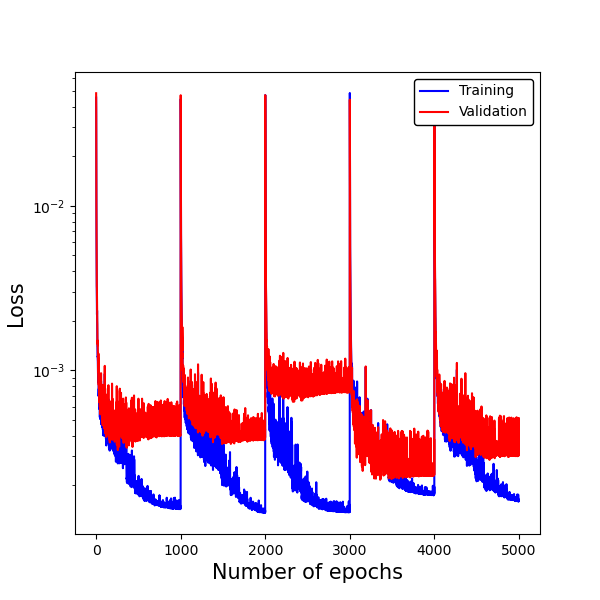 Training
Validation
Loss
10⁻²
10⁻³
0 1000 2000 3000 4000 5000
Number of epochs